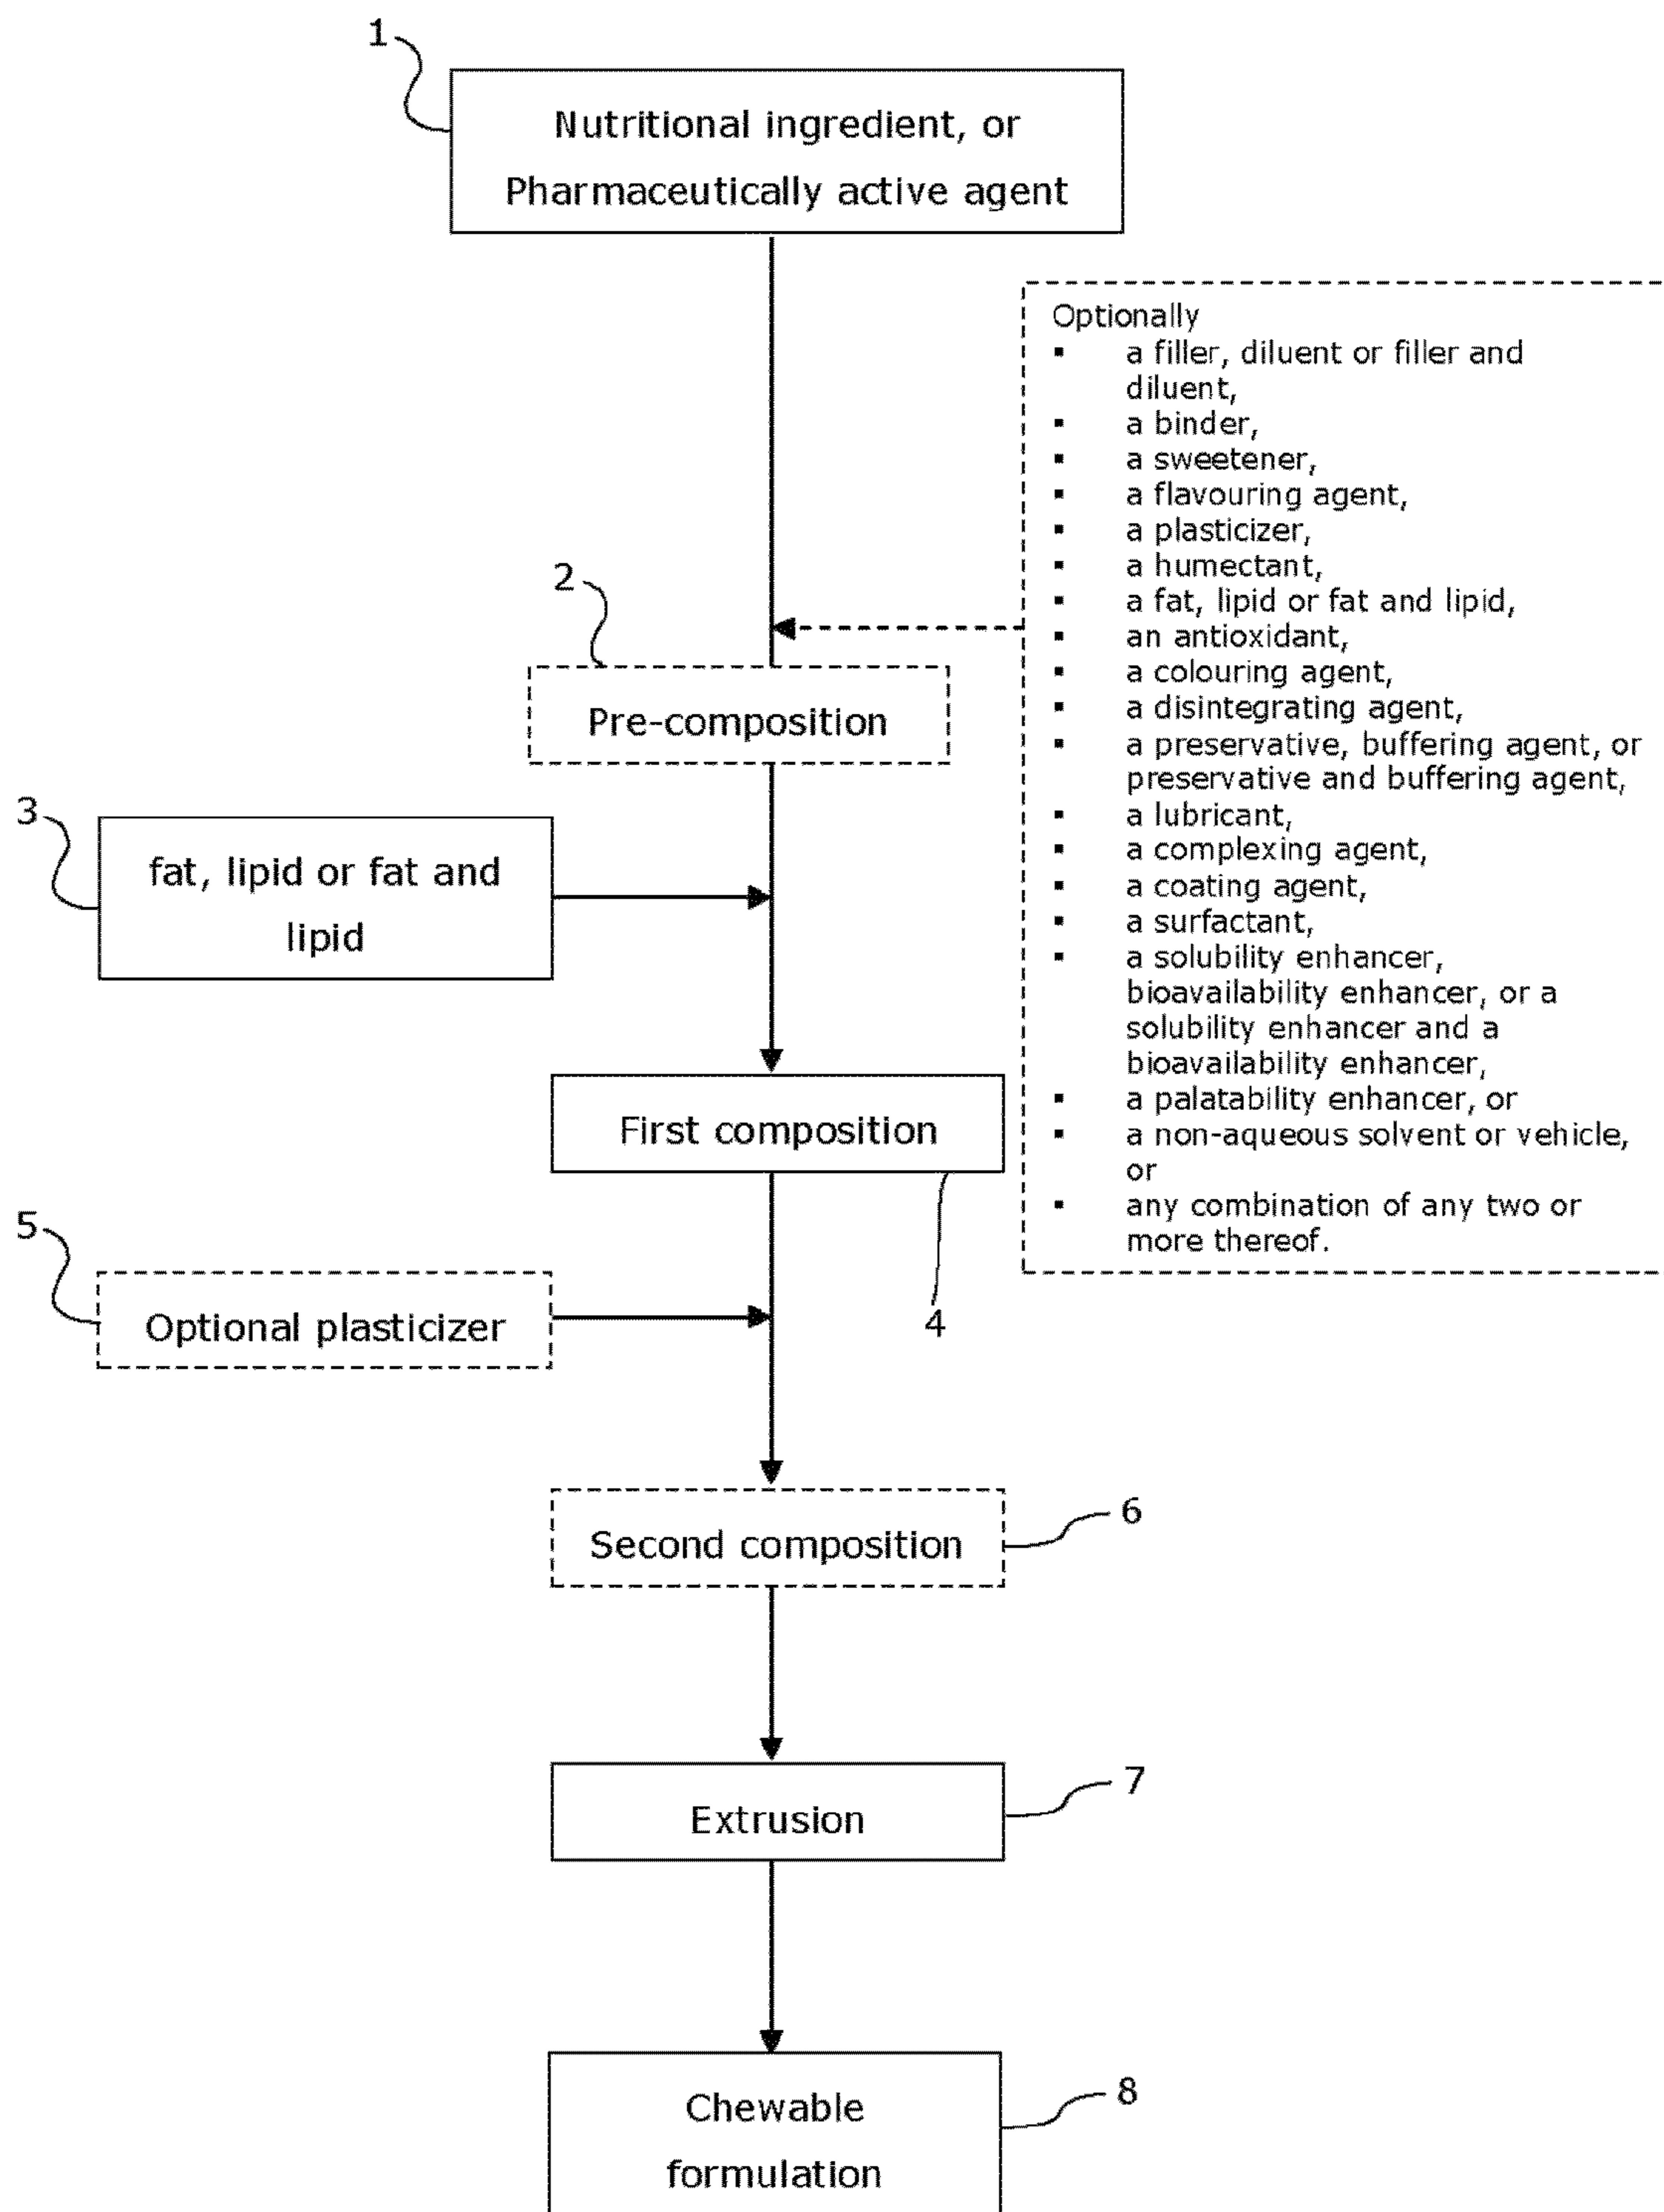 1
Nutritional ingredient, or
Pharmaceutically active agent
Optionally
▪ a filler, diluent or filler and
diluent,
▪ a binder,
▪ a sweetener,
▪ a flavouring agent,
▪ a plasticizer,
▪ a humectant,
▪ a fat, lipid or fat and lipid,
▪ an antioxidant,
▪ a colouring agent,
▪ a disintegrating agent,
▪ a preservative, buffering agent, or
preservative and buffering agent,
▪ a lubricant,
▪ a complexing agent,
▪ a coating agent,
▪ a surfactant,
▪ a solubility enhancer,
bioavailability enhancer, or a
solubility enhancer and a
bioavailability enhancer,
▪ a palatability enhancer, or
▪ a non-aqueous solvent or vehicle,
or
▪ any combination of any two or
more thereof.
2
Pre-composition
3
fat, lipid or fat and
lipid
First composition
4
5
Optional plasticizer
Second composition
6
Extrusion
7
Chewable
formulation
8